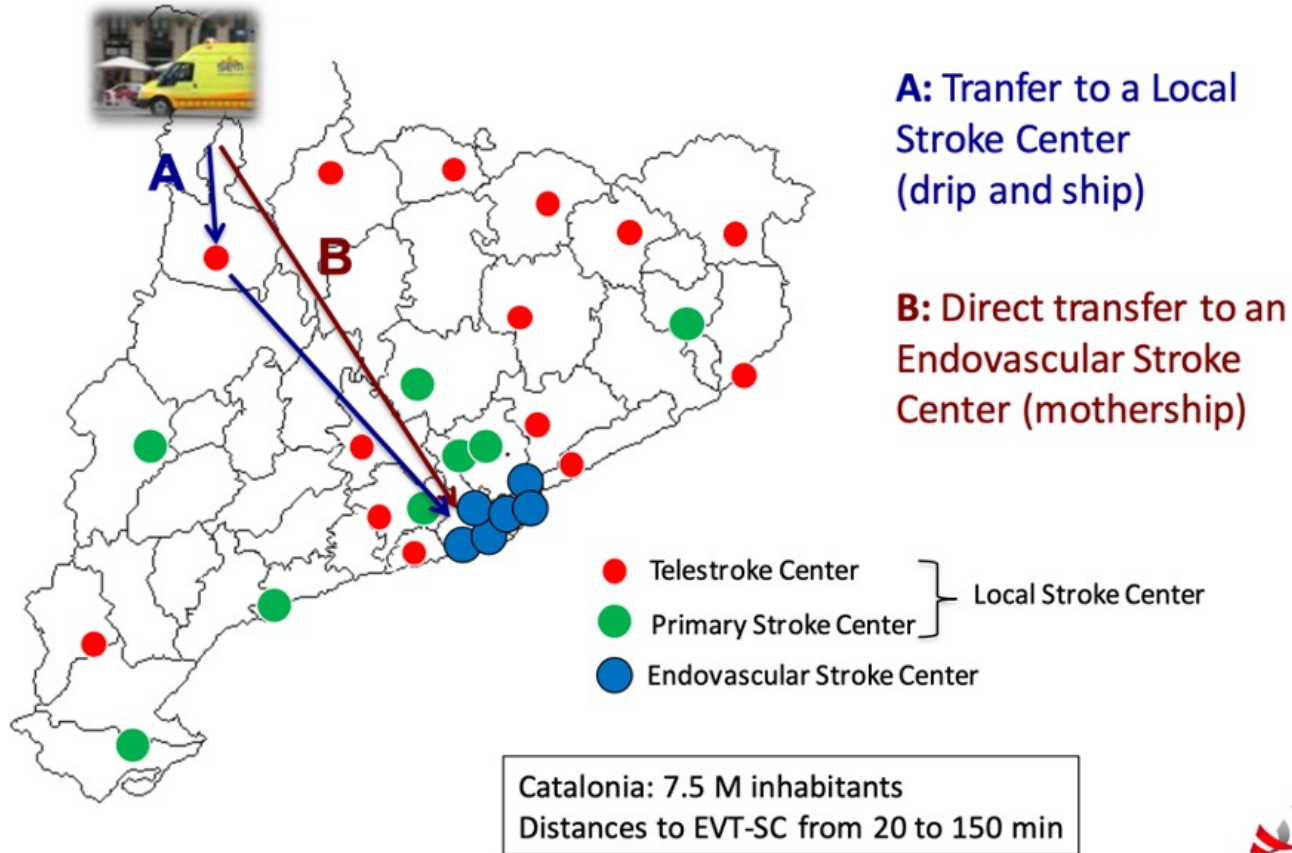 sem
A
B
A: Tranfer to a Local
Stroke Center
(drip and ship)
B: Direct transfer to an
Endovascular Stroke
Center (mothership)
Telestroke Center
Primary Stroke Center
Local Stroke Center
Endovascular Stroke Center
Catalonia: 7.5 M inhabitants
Distances to EVT-SC from 20 to 150 min